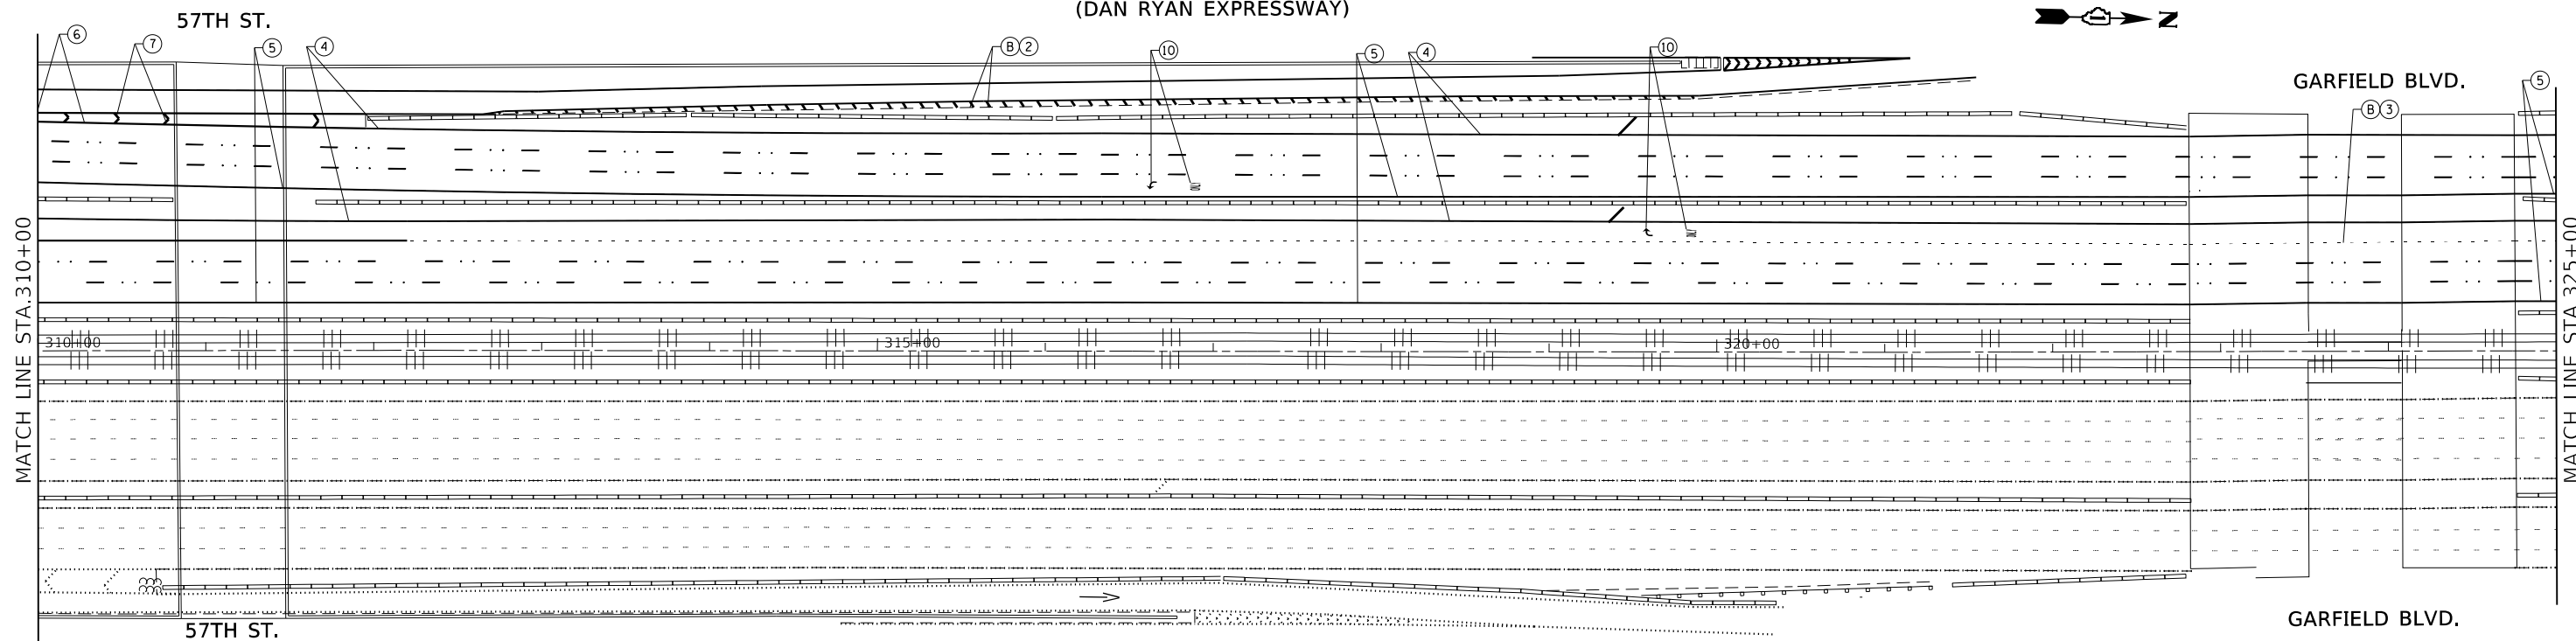 (DAN RYAN EXPRESSWAY)
57TH ST.
N
6 7 5 4 B 2 10 5 4 10
GARFIELD BLVD.
5
B 3
MATCH LINE STA.310+00
MATCH LINE STA.325+00
310+00 315+00 320+00
57TH ST.
GARFIELD BLVD.